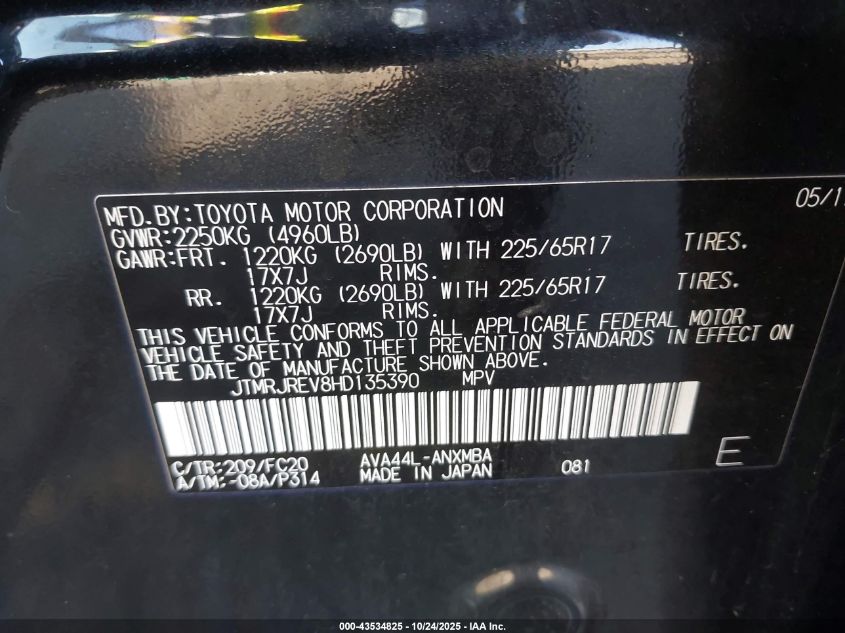 MFD.BY:TOYOTA MOTOR CORPORATION 05/1
GVWR:2250KG (4960LB)
GAWR:FRT. 1220KG (2690LB) WITH 225/65R17 TIRES.
17X7J RIMS.
RR. 1220KG (2690LB) WITH 225/65R17 TIRES.
17X7J RIMS.
THIS VEHICLE CONFORMS TO ALL APPLICABLE FEDERAL MOTOR
VEHICLE SAFETY AND THEFT PREVENTION STANDARDS IN EFFECT ON
THE DATE OF MANUFACTURE SHOWN ABOVE.
JTMRJREV8HD135390 MPV
C/TR:209/FC20 AVA44L-ANXMBA
A/TM:-08A/P314 MADE IN JAPAN 081 E
000-43534825 - 10/24/2025 - IAA Inc.